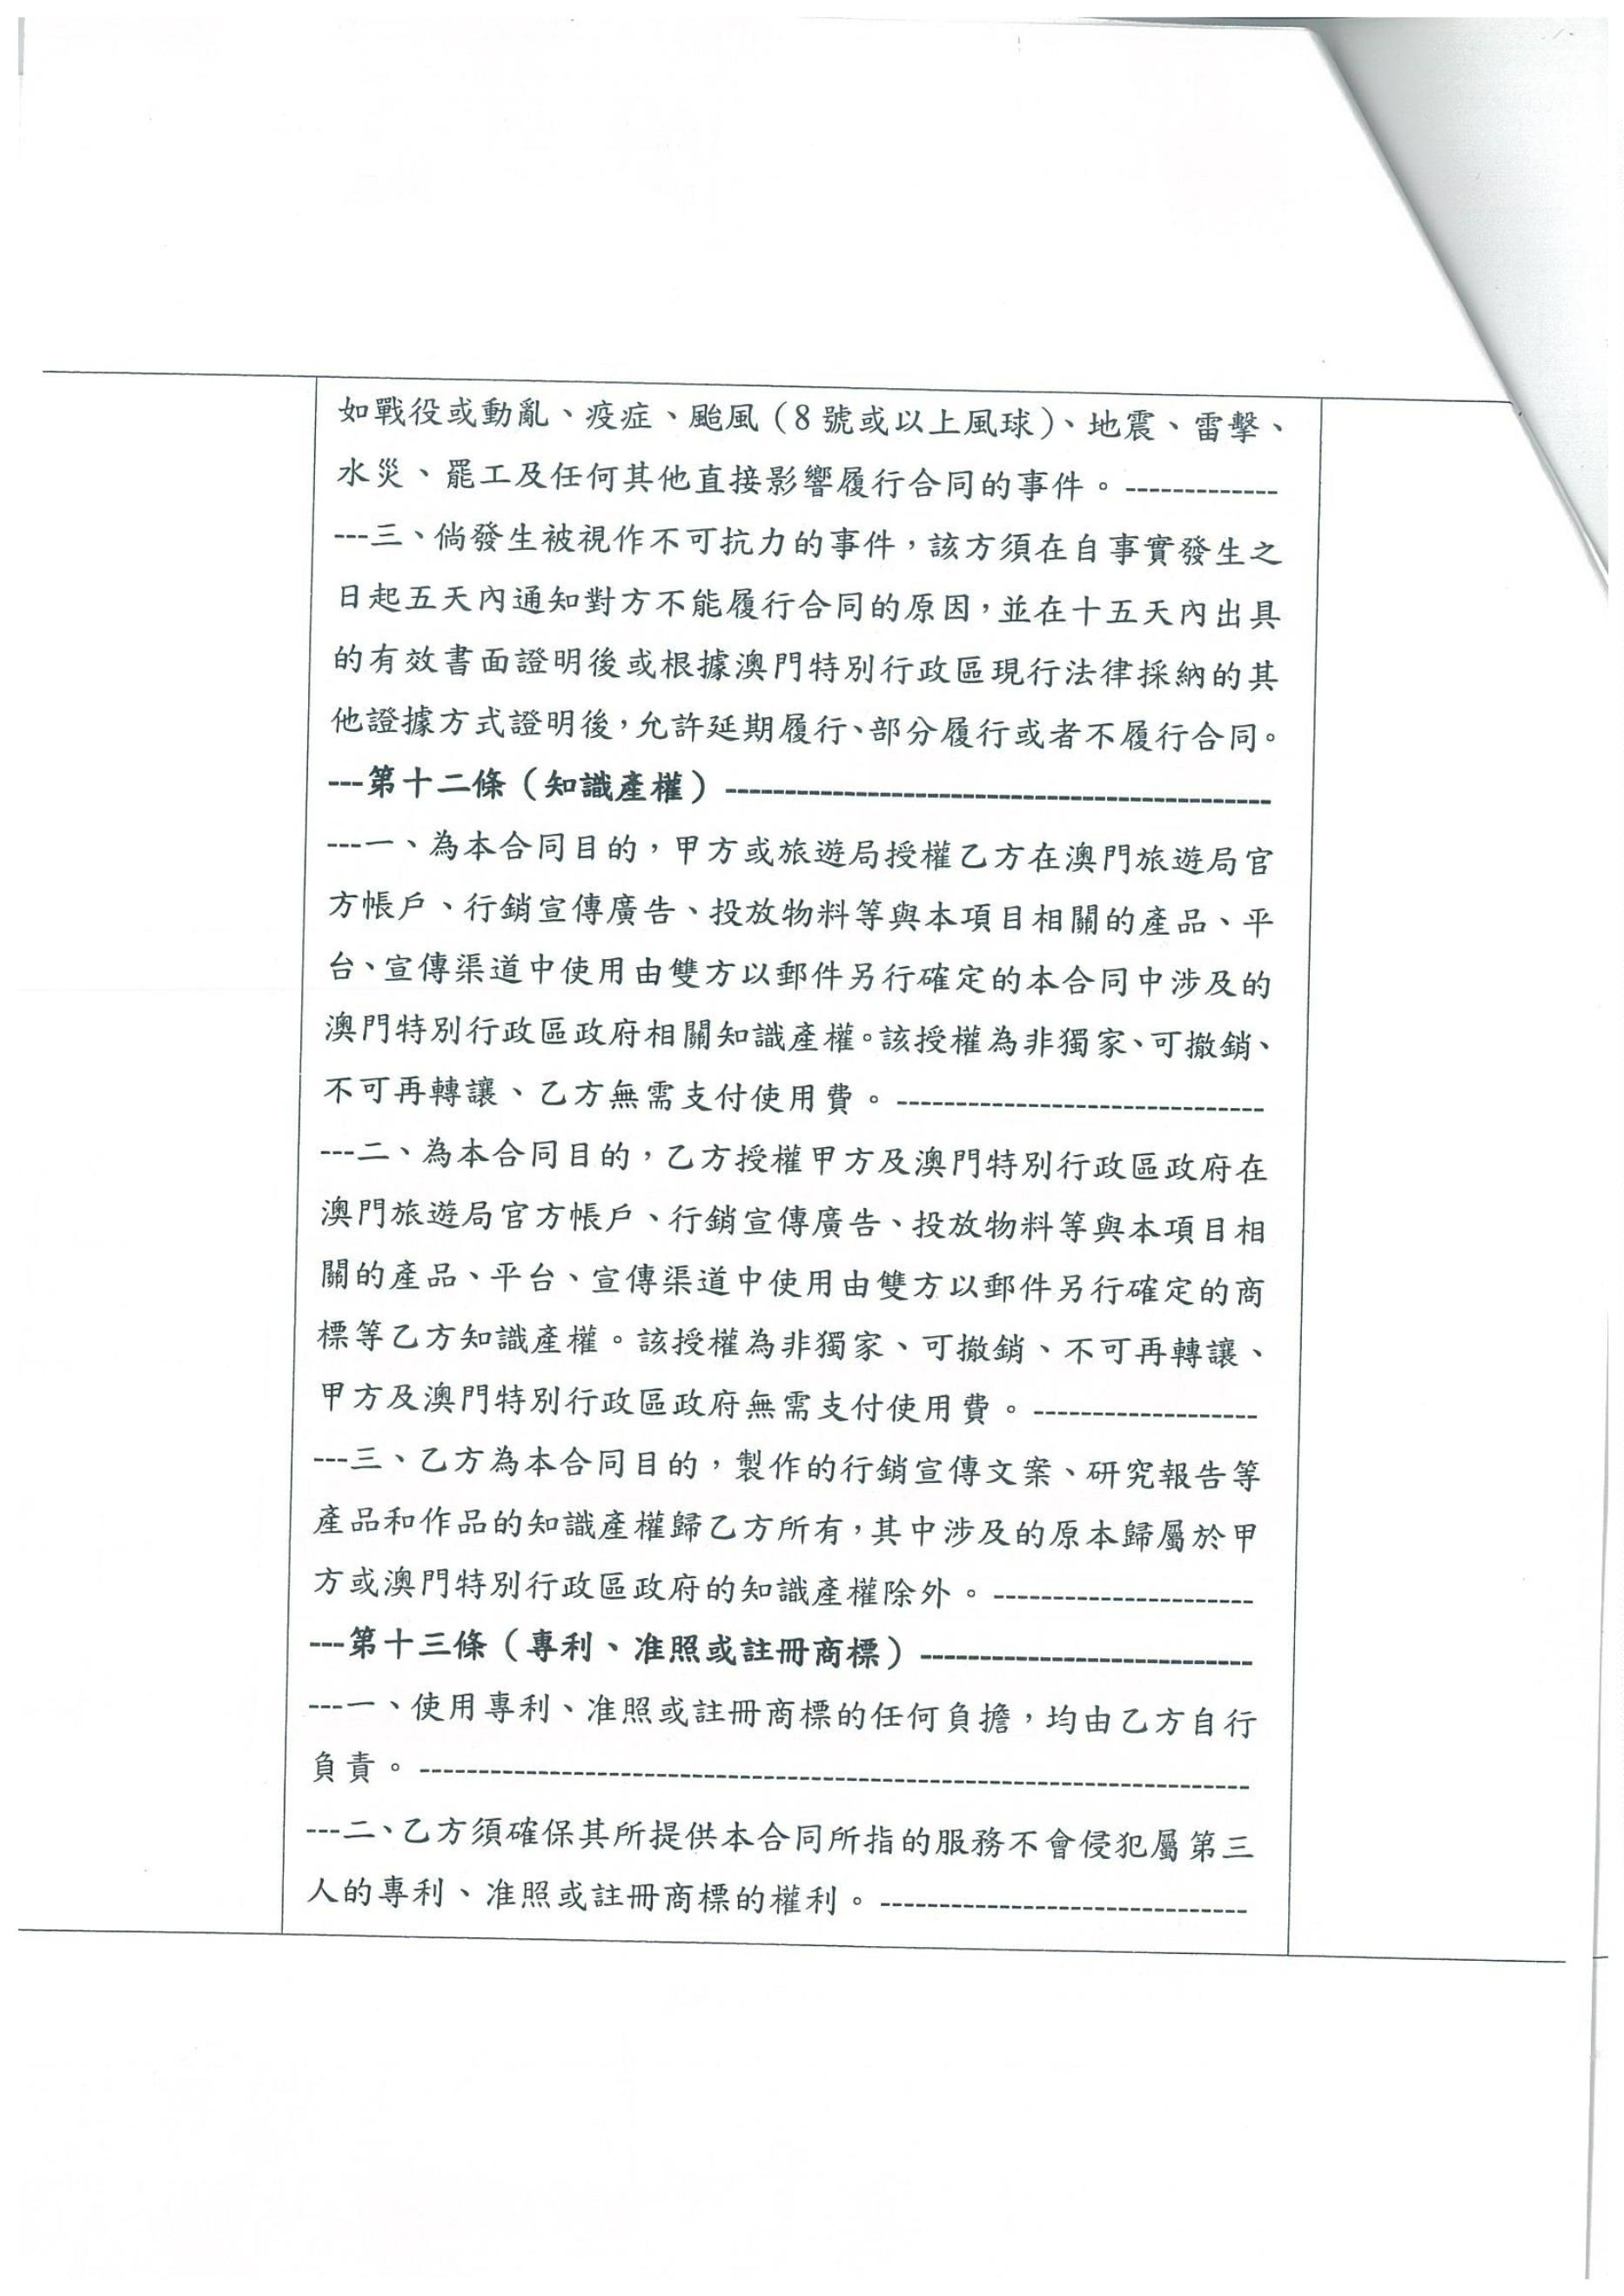 如戰役或動亂、疫症、颱風（8 號或以上風球）、地震、雷擊、
水災、罷工及任何其他直接影響履行合同的事件。-------------
---三、倘發生被視作不可抗力的事件，該方須在自事實發生之
日起五天內通知對方不能履行合同的原因，並在十五天內出具
的有效書面證明後或根據澳門特別行政區現行法律採納的其
他證據方式證明後，允許延期履行、部分履行或者不履行合同。
---第十二條（知識產權）----------------------------------------------
---一、為本合同目的，甲方或旅遊局授權乙方在澳門旅遊局官
方帳戶、行銷宣傳廣告、投放物料等與本項目相關的產品、平
台、宣傳渠道中使用由雙方以郵件另行確定的本合同中涉及的
澳門特別行政區政府相關知識產權。該授權為非獨家、可撤銷、
不可再轉讓、乙方無需支付使用費。-------------------------------
---二、為本合同目的，乙方授權甲方及澳門特別行政區政府在
澳門旅遊局官方帳戶、行銷宣傳廣告、投放物料等與本項目相
關的產品、平台、宣傳渠道中使用由雙方以郵件另行確定的商
標等乙方知識產權。該授權為非獨家、可撤銷、不可再轉讓、
甲方及澳門特別行政區政府無需支付使用費。-------------------
---三、乙方為本合同目的，製作的行銷宣傳文案、研究報告等
產品和作品的知識產權歸乙方所有，其中涉及的原本歸屬於甲
方或澳門特別行政區政府的知識產權除外。----------------------
---第十三條（專利、准照或註冊商標）----------------------------
---一、使用專利、准照或註冊商標的任何負擔，均由乙方自行
負責。----------------------------------------------------------------------
---二、乙方須確保其所提供本合同所指的服務不會侵犯屬第三
人的專利、准照或註冊商標的權利。-------------------------------